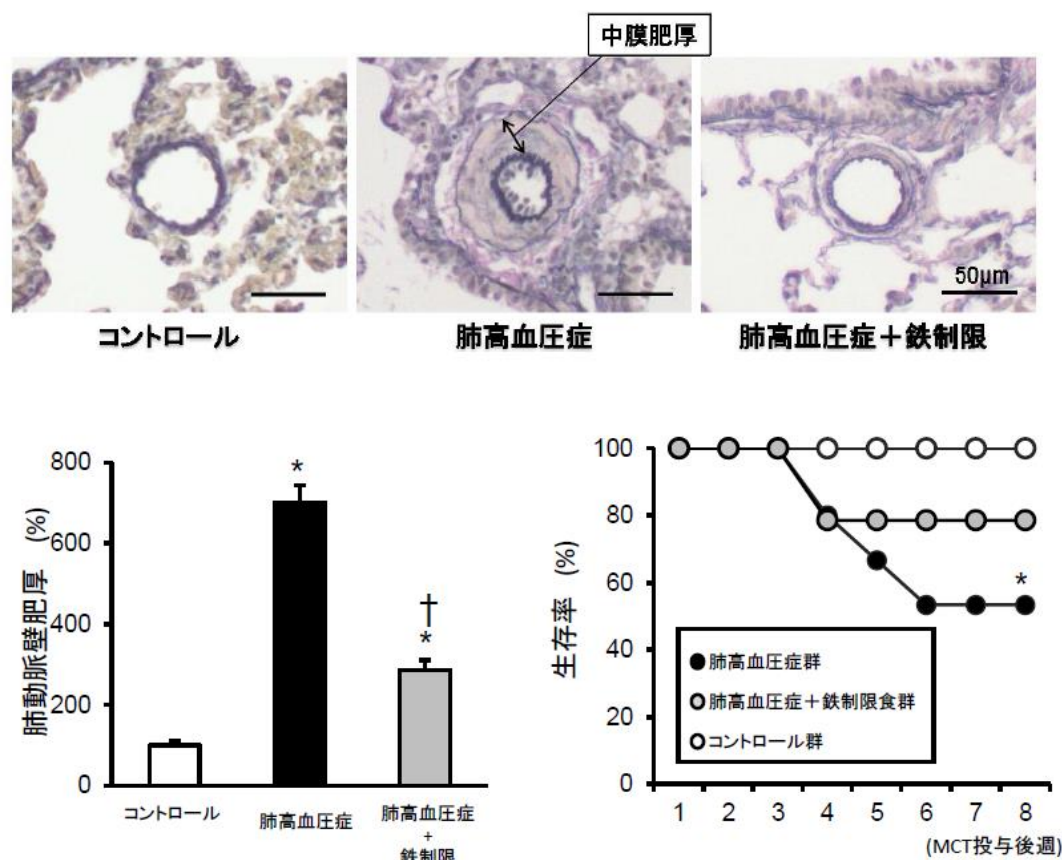 中膜肥厚
50μm
コントロール
肺高血圧症
肺高血圧症＋鉄制限
肺動脈壁肥厚 (%)
800
600
400
200
0
*
†
*
コントロール
肺高血圧症
肺高血圧症
+
鉄制限
生存率 (%)
100
80
60
40
20
0
*
肺高血圧症群
肺高血圧症＋鉄制限食群
コントロール群
1 2 3 4 5 6 7 8
(MCT投与後週)